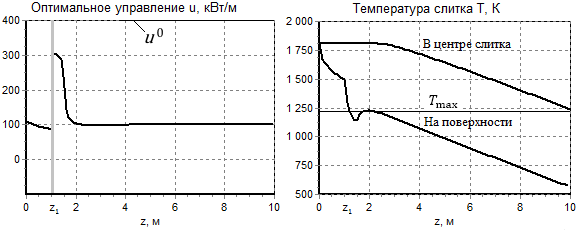 Оптимальное управление u, кВт/м
400
300
200
100
0
u⁰
0
z₁
2
4
6
8
10
z, м
Температура слитка T, К
2 000
1 750
1 500
1 250
1 000
750
500
В центре слитка
Tmax
На поверхности
0
z₁
2
4
6
8
10
z, м